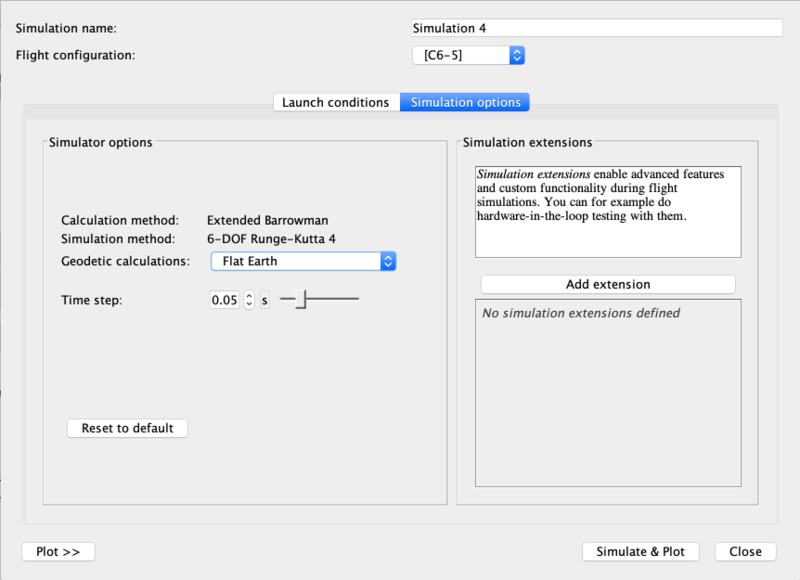 Simulation name:
Simulation 4
Flight configuration:
[C6-5]
Launch conditions
Simulation options
Simulator options
Calculation method:
Extended Barrowman
Simulation method:
6-DOF Runge-Kutta 4
Geodetic calculations:
Flat Earth
Time step:
0.05 s
Reset to default
Simulation extensions
Simulation extensions enable advanced features
and custom functionality during flight
simulations. You can for example do
hardware-in-the-loop testing with them.
Add extension
No simulation extensions defined
Plot >>
Simulate & Plot
Close